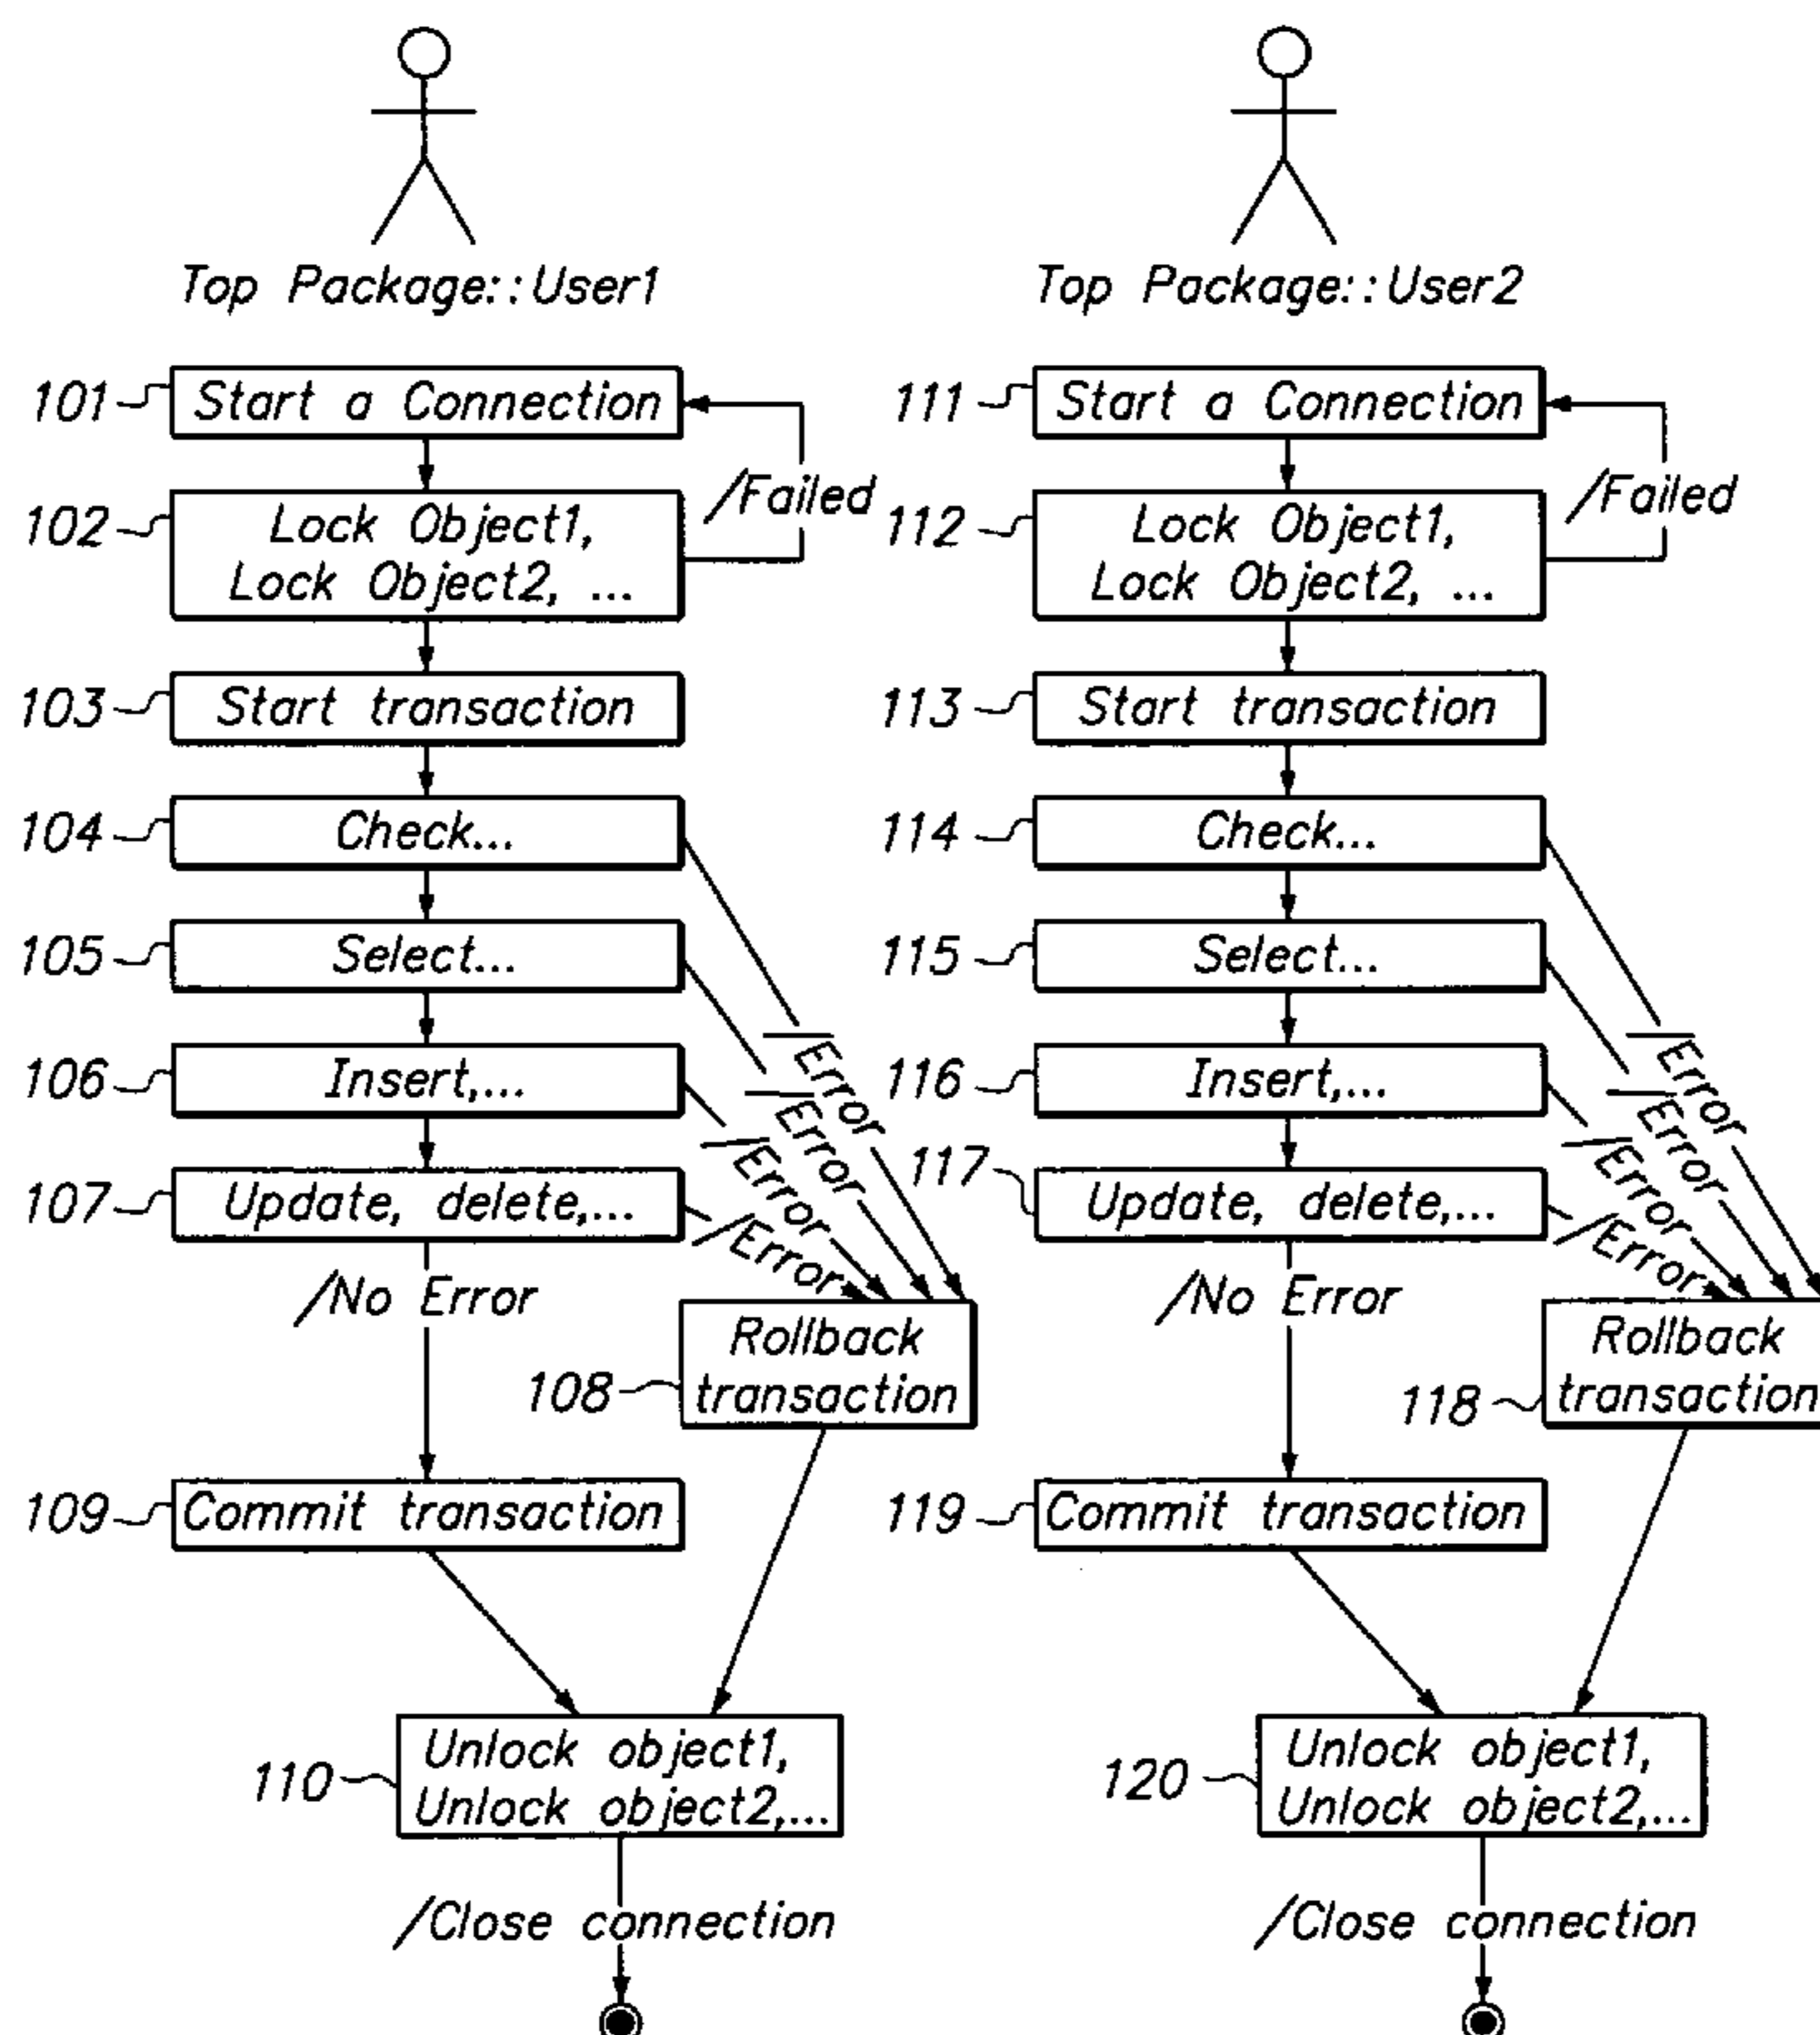 Top Package::User1
101
Start a Connection
/Failed
102
Lock Object1,
Lock Object2, ...
103
Start transaction
104
Check...
105
Select...
/Error
106
Insert,...
/Error
/Error
107
Update, delete,...
/Error
/No Error
Rollback
transaction
108
109
Commit transaction
110
Unlock object1,
Unlock object2,...
/Close connection
Top Package::User2
111
Start a Connection
/Failed
112
Lock Object1,
Lock Object2, ...
113
Start transaction
114
Check...
115
Select...
/Error
116
Insert,...
/Error
/Error
117
Update, delete,...
/Error
/No Error
Rollback
transaction
118
119
Commit transaction
120
Unlock object1,
Unlock object2,...
/Close connection